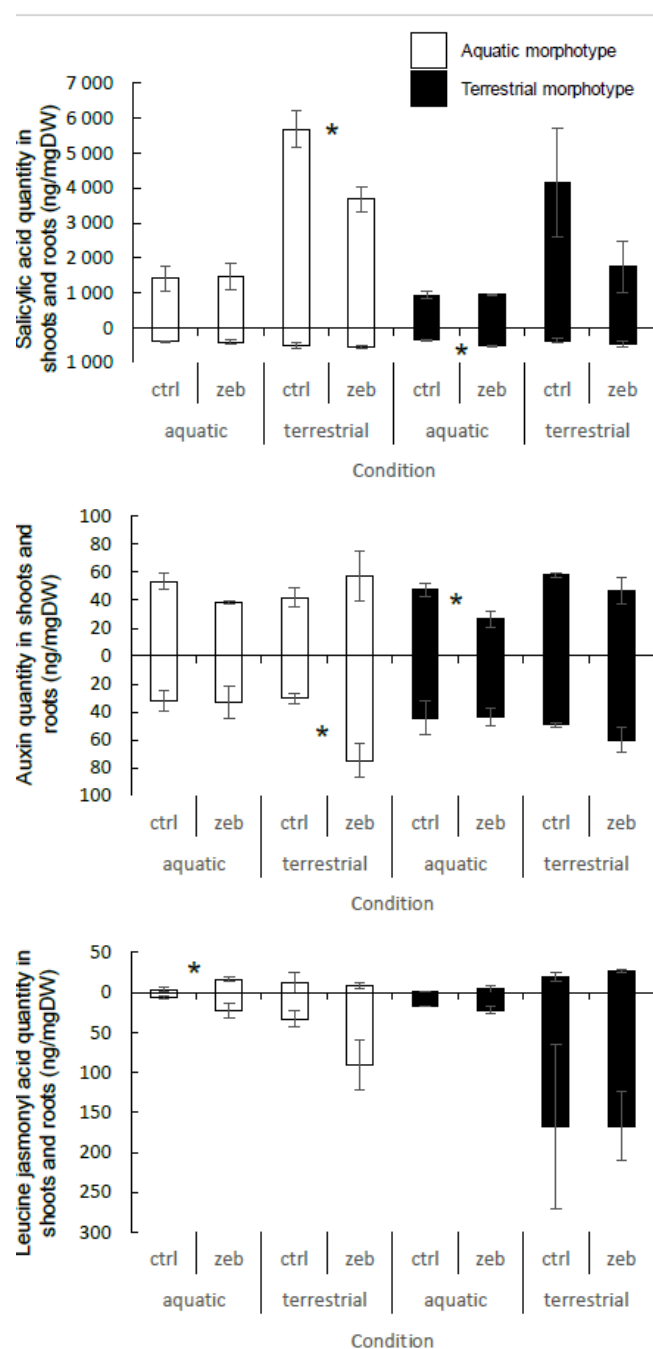 Aquatic morphotype
Terrestrial morphotype
Salicylic acid quantity in
shoots and roots (ng/mgDW)
7 000
6 000
5 000
4 000
3 000
2 000
1 000
0
1 000
*
*
ctrl zeb ctrl zeb ctrl zeb ctrl zeb
aquatic terrestrial aquatic terrestrial
Condition
Auxin quantity in shoots and
roots (ng/mgDW)
100
80
60
40
20
0
20
40
60
80
100
*
*
ctrl zeb ctrl zeb ctrl zeb ctrl zeb
aquatic terrestrial aquatic terrestrial
Condition
Leucine jasmonyl acid quantity in
shoots and roots (ng/mgDW)
50
0
50
100
150
200
250
300
*
ctrl zeb ctrl zeb ctrl zeb ctrl zeb
aquatic terrestrial aquatic terrestrial
Condition